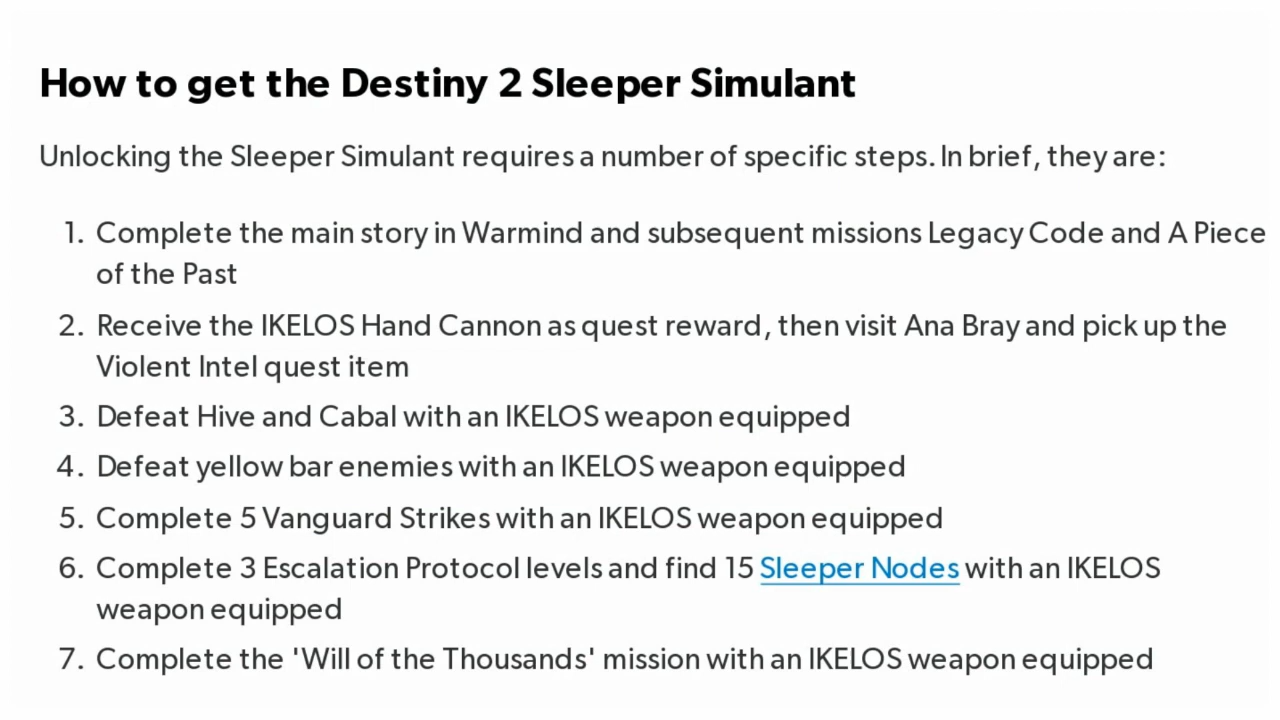 How to get the Destiny 2 Sleeper Simulant
Unlocking the Sleeper Simulant requires a number of specific steps. In brief, they are:
1. Complete the main story in Warmind and subsequent missions Legacy Code and A Piece
of the Past
2. Receive the IKELOS Hand Cannon as quest reward, then visit Ana Bray and pick up the
Violent Intel quest item
3. Defeat Hive and Cabal with an IKELOS weapon equipped
4. Defeat yellow bar enemies with an IKELOS weapon equipped
5. Complete 5 Vanguard Strikes with an IKELOS weapon equipped
6. Complete 3 Escalation Protocol levels and find 15 Sleeper Nodes with an IKELOS
weapon equipped
7. Complete the 'Will of the Thousands' mission with an IKELOS weapon equipped